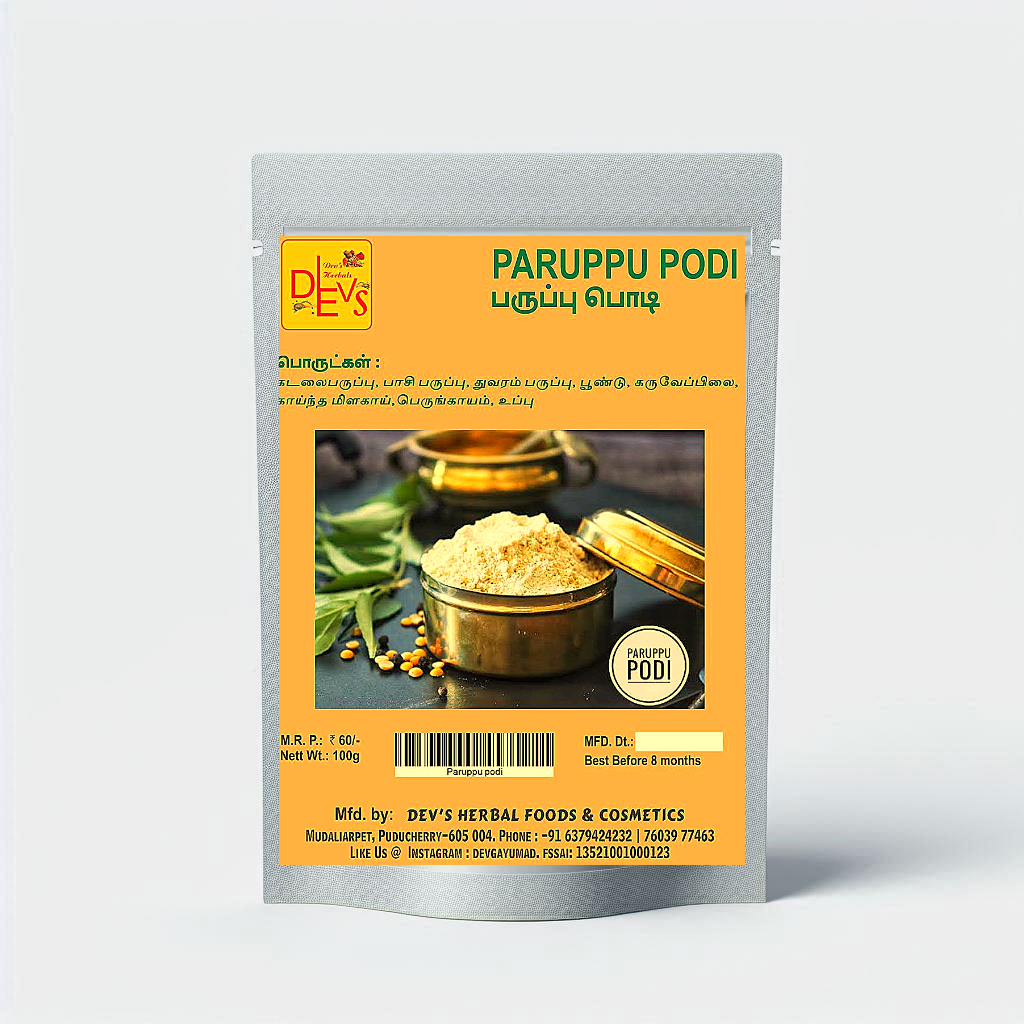 Dev's
Herbals
DEVS
PARUPPU PODI
பருப்பு பொடி
பொருட்கள் :
கடலைபருப்பு, பாசி பருப்பு, துவரம் பருப்பு, பூண்டு, கருவேப்பிலை,
காய்ந்த மிளகாய், பெருங்காயம், உப்பு
PARUPPU
PODI
M.R. P.: ₹ 60/-
Nett Wt.: 100g
Paruppu podi
MFD. Dt.:
Best Before 8 months
Mfd. by: DEV'S HERBAL FOODS & COSMETICS
MUDALIARPET, PUDUCHERRY-605 004. PHONE : -91 6379424232 | 76039 77463
LIKE US @ INSTAGRAM : DEVGAYUMAD. FSSAI: 13521001000123